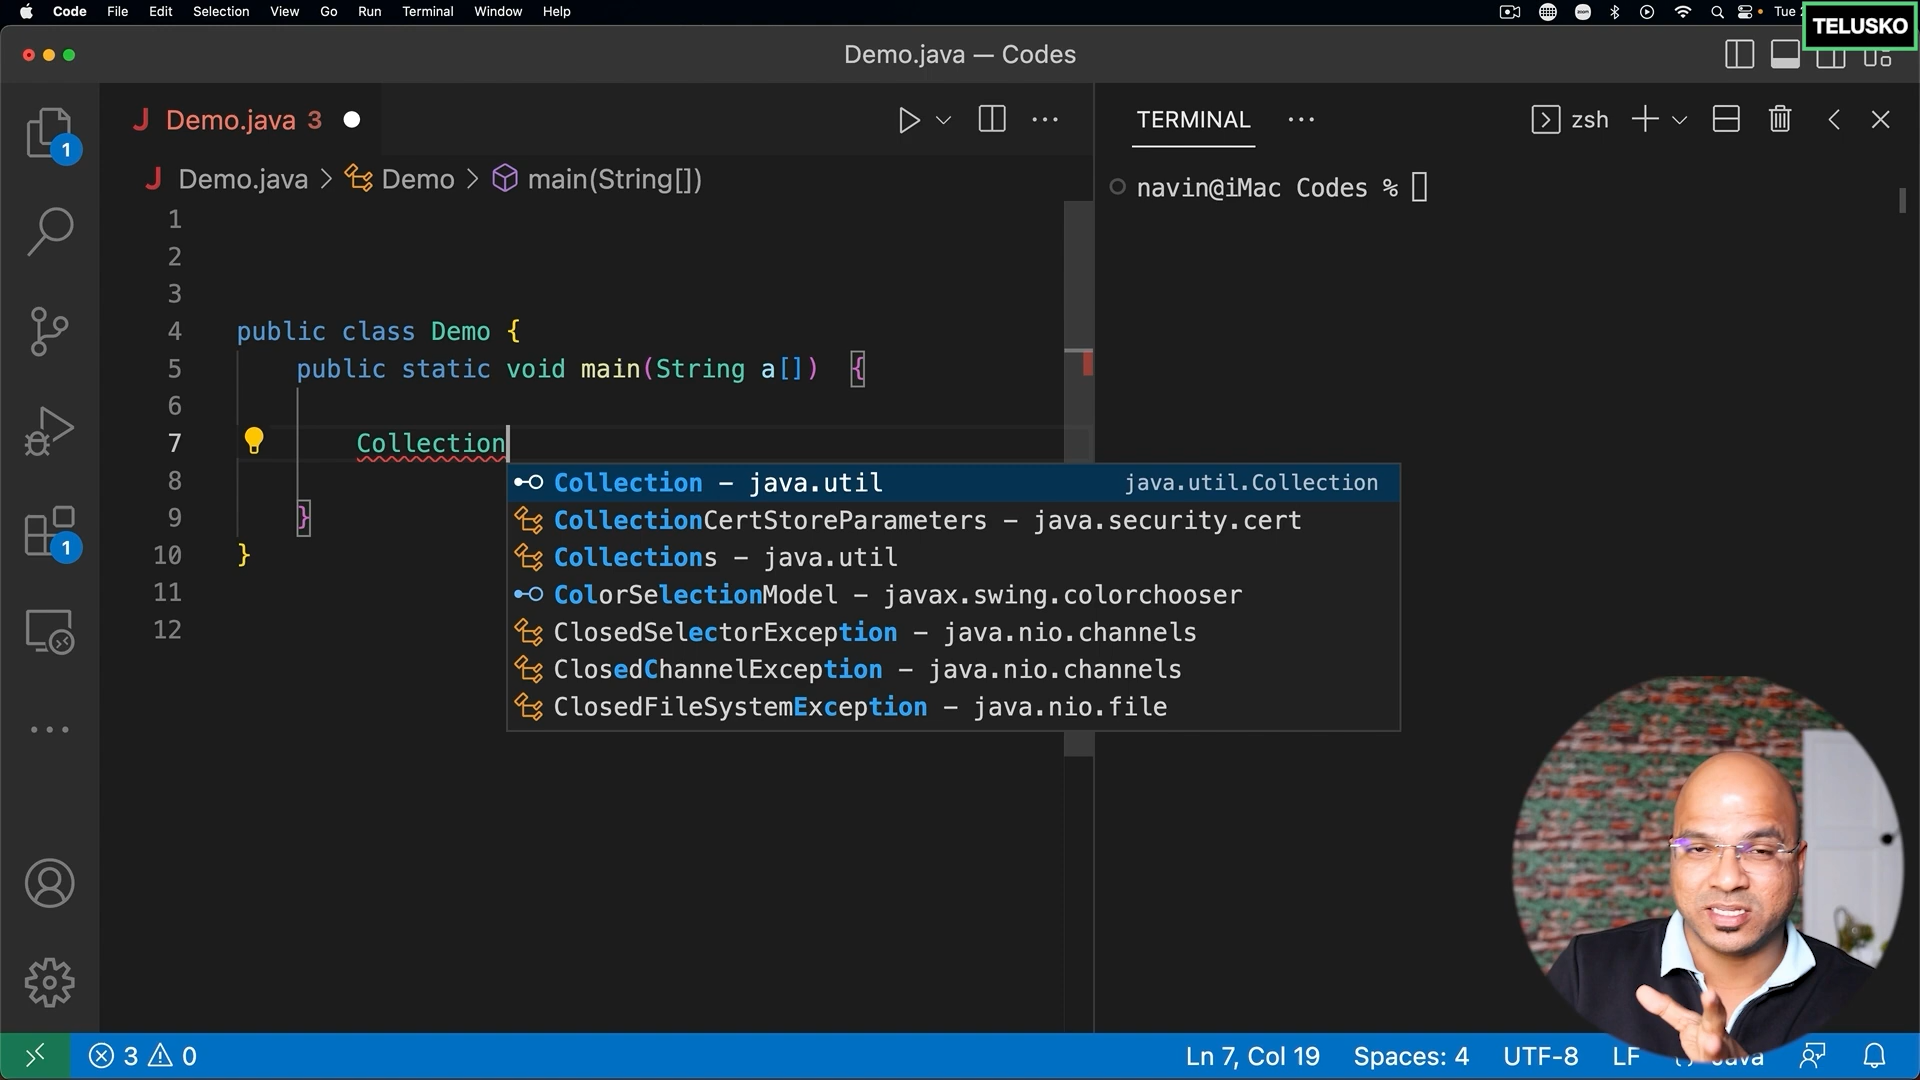 Code File Edit Selection View Go Run Terminal Window Help
Tue
TELUSKO
Demo.java — Codes
Demo.java 3
TERMINAL
zsh
Demo.java > Demo > main(String[])
navin@iMac Codes %
1
2
3
4 public class Demo {
5 public static void main(String a[]) {
6
7 Collection
8
9 }
10 }
11
12
Collection – java.util java.util.Collection
CollectionCertStoreParameters – java.security.cert
Collections – java.util
ColorSelectionModel – javax.swing.colorchooser
ClosedSelectorException – java.nio.channels
ClosedChannelException – java.nio.channels
ClosedFileSystemException – java.nio.file
1
1
3 0
Ln 7, Col 19 Spaces: 4 UTF-8 LF Java